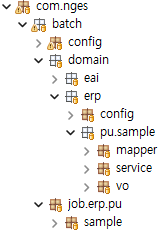 com.nges
batch
config
domain
eai
erp
config
pu.sample
mapper
service
vo
job.erp.pu
sample